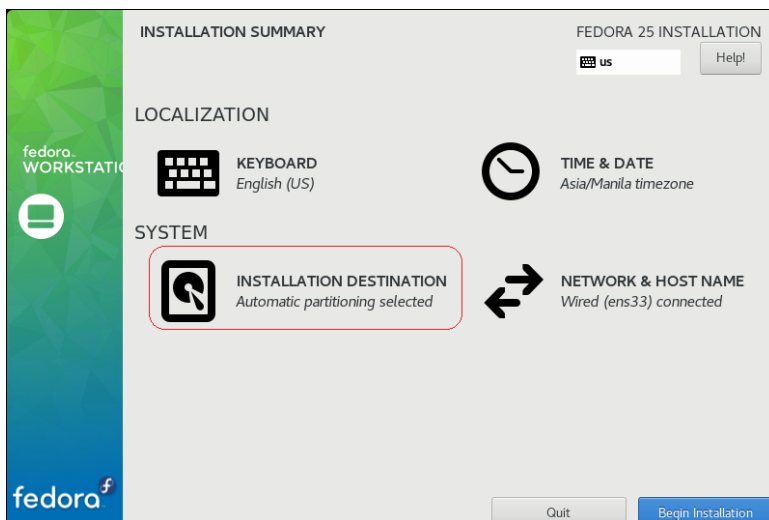 INSTALLATION SUMMARY
FEDORA 25 INSTALLATION
us
Help!
LOCALIZATION
fedora
WORKSTATIO
KEYBOARD
English (US)
TIME & DATE
Asia/Manila timezone
SYSTEM
INSTALLATION DESTINATION
Automatic partitioning selected
NETWORK & HOST NAME
Wired (ens33) connected
fedora
Quit
Begin Installation